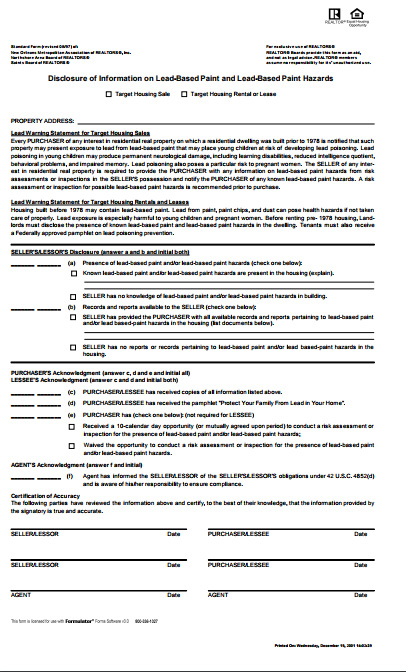 REALTOR® Equal Housing
Opportunity
Standard Form (revised 03/97) of:
New Orleans Metropolitan Association of REALTORS®, Inc.
Northshore Area Board of REALTORS®
Baists Board of REALTORS®
For exclusive use of REALTORS®
REALTORS® Boards provide this form as aid,
and not as legal advice. REALTORS® members
assume no responsibility for its' unauthorized use.
Disclosure of Information on Lead-Based Paint and Lead-Based Paint Hazards
Target Housing Sale Target Housing Rental or Lease
PROPERTY ADDRESS:
Lead Warning Statement for Target Housing Sales
Every PURCHASER of any interest in residential real property on which a residential dwelling was built prior to 1978 is notified that such
property may present exposure to lead from lead-based paint that may place young children at risk of developing lead poisoning. Lead
poisoning in young children may produce permanent neurological damage, including learning disabilities, reduced intelligence quotient,
behavioral problems, and impaired memory. Lead poisoning also poses a particular risk to pregnant women. The SELLER of any inter-
est in residential real property is required to provide the PURCHASER with any information on lead-based paint hazards from risk
assessments or inspections in the SELLER'S possession and notify the PURCHASER of any known lead-based paint hazards. A risk
assessment or inspection for possible lead-based paint hazards is recommended prior to purchase.
Lead Warning Statement for Target Housing Rentals and Leases
Housing built before 1978 may contain lead-based paint. Lead from paint, paint chips, and dust can pose health hazards if not taken
care of properly. Lead exposure is especially harmful to young children and pregnant women. Before renting pre- 1978 housing, Land-
lords must disclose the presence of known lead-based paint and lead-based paint hazards in the dwelling. Tenants must also receive
a Federally approved pamphlet on lead poisoning prevention.
SELLER'S/LESSOR'S Disclosure (answer a and b and initial both)
(a) Presence of lead-based paint and/or lead-based paint hazards (check one below):
Known lead-based paint and/or lead-based paint hazards are present in the housing (explain).
SELLER has no knowledge of lead-based paint and/or lead-based paint hazards in building.
(b) Records and reports available to the SELLER (check one below):
SELLER has provided the PURCHASER with all available records and reports pertaining to lead-based paint
and/or lead-based paint hazards in the housing (list documents below).
SELLER has no reports or records pertaining to lead-based paint and/or lead based-paint hazards in the
housing.
PURCHASER'S Acknowledgment (answer c, d and e and initial all)
LESSEE'S Acknowledgment (answer c and d and initial both)
(c) PURCHASER/LESSEE has received copies of all information listed above.
(d) PURCHASER/LESSEE has received the pamphlet "Protect Your Family From Lead in Your Home".
(e) PURCHASER has (check one below): (not required for LESSEE)
Received a 10-calendar day opportunity (or mutually agreed upon period) to conduct a risk assessment or
inspection for the presence of lead-based paint and/or lead-based paint hazards;
Waived the opportunity to conduct a risk assessment or inspection for the presence of lead-based paint
and/or lead-based paint hazards.
AGENT'S Acknowledgment (answer f and initial)
(f) Agent has informed the SELLER/LESSOR of the SELLER'S/LESSOR'S obligations under 42 U.S.C. 4852(d)
and is aware of his/her responsibility to ensure compliance.
Certification of Accuracy
The following parties have reviewed the information above and certify, to the best of their knowledge, that the information provided by
the signatory is true and accurate.
SELLER/LESSOR Date PURCHASER/LESSEE Date
SELLER/LESSOR Date PURCHASER/LESSEE Date
AGENT Date AGENT Date
This form is licensed for use with Formulator® Forms Software v3.0 800-336-1027
Printed On: Wednesday, December 19, 2001